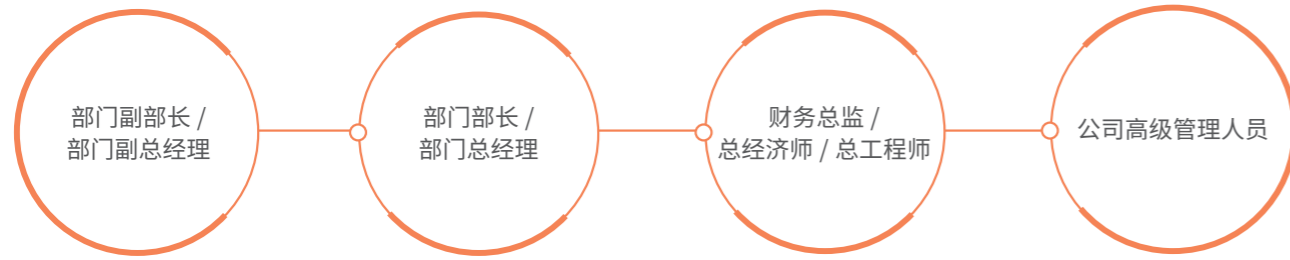 部门副部长 /
部门副总经理
部门部长 /
部门总经理
财务总监 /
总经济师 / 总工程师
公司高级管理人员